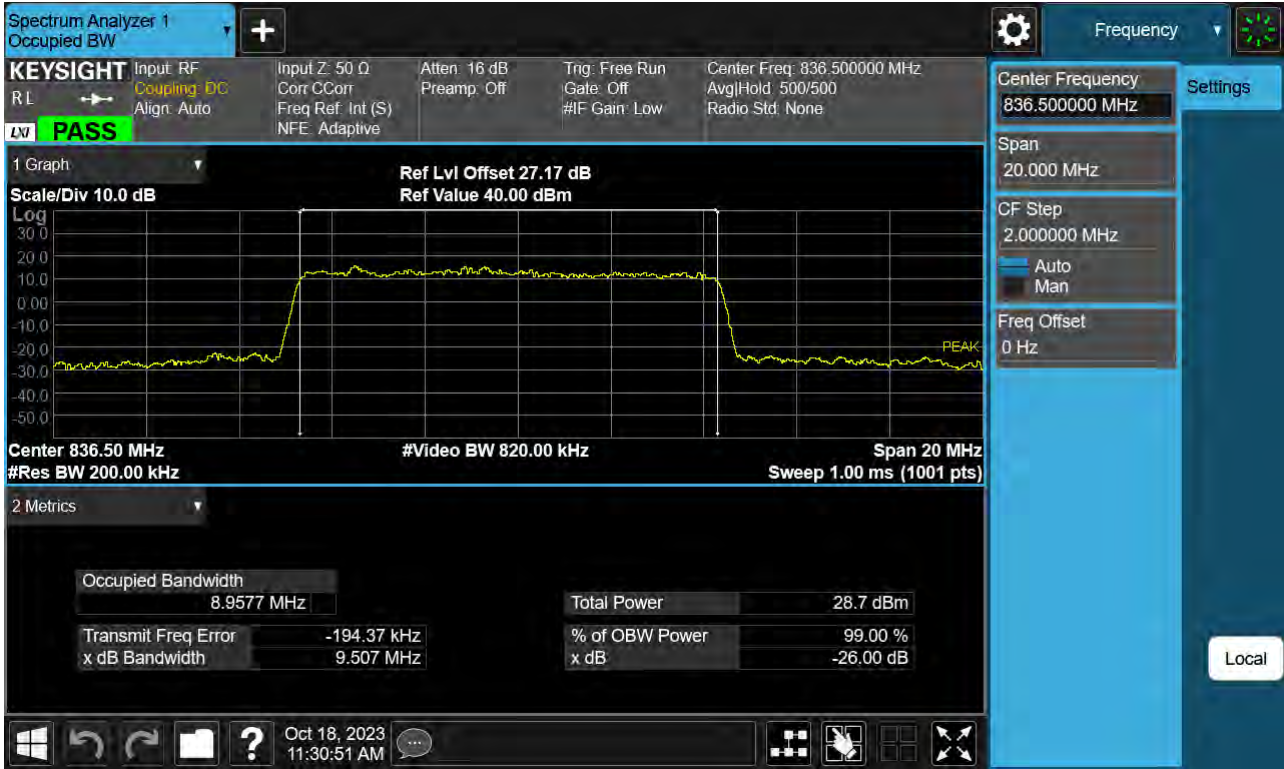 Spectrum Analyzer 1
Occupied BW
Frequency
KEYSIGHT
RL
LXI
PASS
Input: RF
Coupling: DC
Align: Auto
Input Z: 50 Ω
Corr CCorr
Freq Ref: Int (S)
NFE: Adaptive
Atten: 16 dB
Preamp: Off
Trig: Free Run
Gate: Off
#IF Gain: Low
Center Freq: 836.500000 MHz
Avg|Hold: 500/500
Radio Std: None
1 Graph
Scale/Div 10.0 dB
Ref Lvl Offset 27.17 dB
Ref Value 40.00 dBm
Log
30.0
20.0
10.0
0.00
-10.0
-20.0
-30.0
-40.0
-50.0
PEAK
Center 836.50 MHz
#Video BW 820.00 kHz
Span 20 MHz
#Res BW 200.00 kHz
Sweep 1.00 ms (1001 pts)
2 Metrics
Occupied Bandwidth
8.9577 MHz
Total Power 28.7 dBm
Transmit Freq Error -194.37 kHz
% of OBW Power 99.00 %
x dB Bandwidth 9.507 MHz
x dB -26.00 dB
Center Frequency
836.500000 MHz
Settings
Span
20.000 MHz
CF Step
2.000000 MHz
Auto
Man
Freq Offset
0 Hz
Local
?
Oct 18, 2023
11:30:51 AM